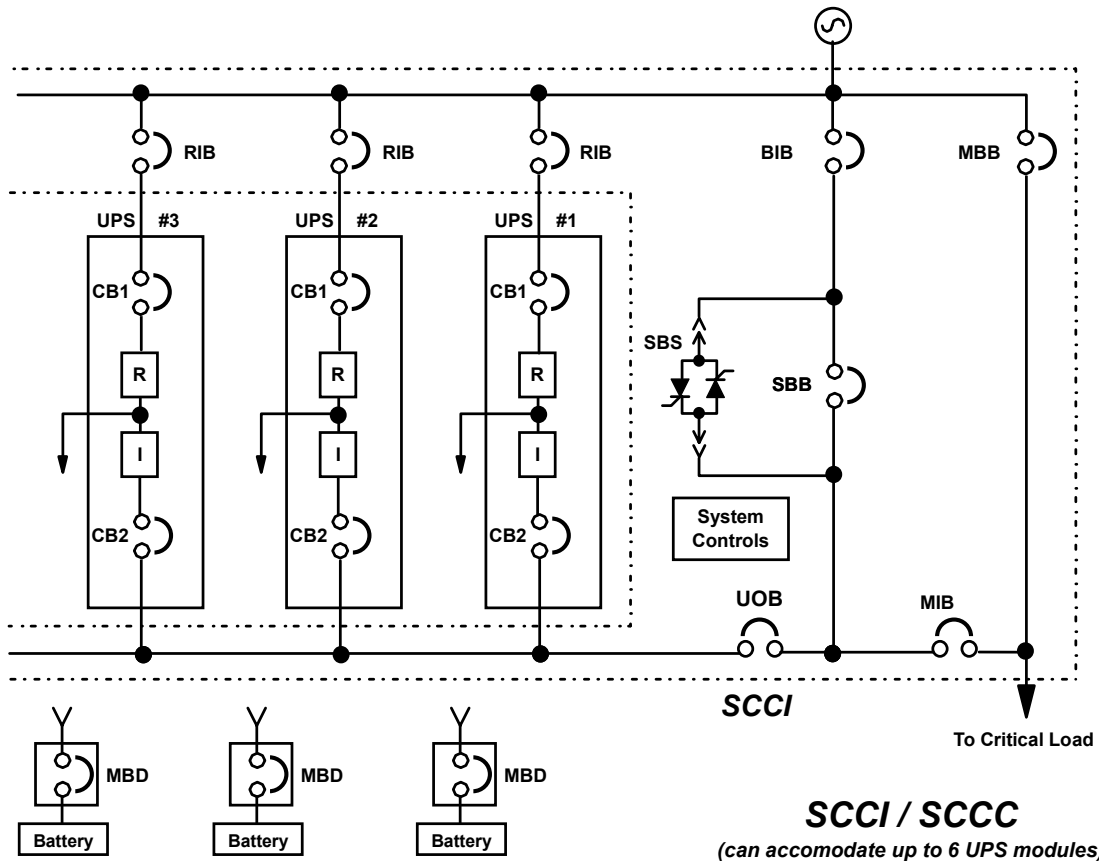 RIB
RIB
RIB
BIB
MBB
UPS #3
UPS #2
UPS #1
CB1
CB1
CB1
R
R
R
SBS
SBB
I
I
I
CB2
CB2
CB2
System
Controls
UOB
MIB
SCCI
To Critical Load
MBD
MBD
MBD
Battery
Battery
Battery
SCCI / SCCC
(can accomodate up to 6 UPS modules)